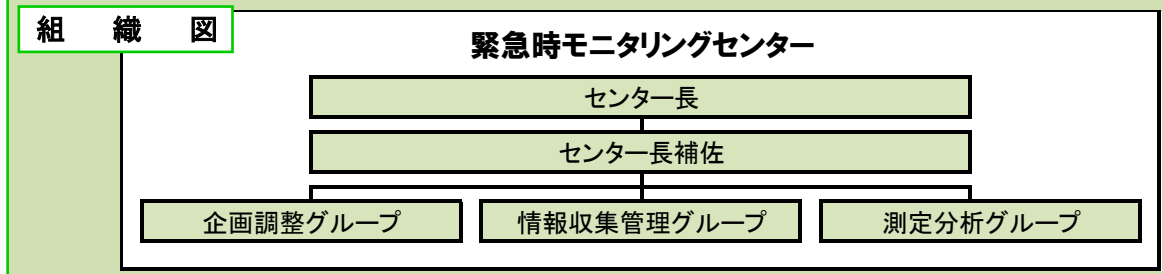 組織図
緊急時モニタリングセンター
センター長
センター長補佐
企画調整グループ
情報収集管理グループ
測定分析グループ